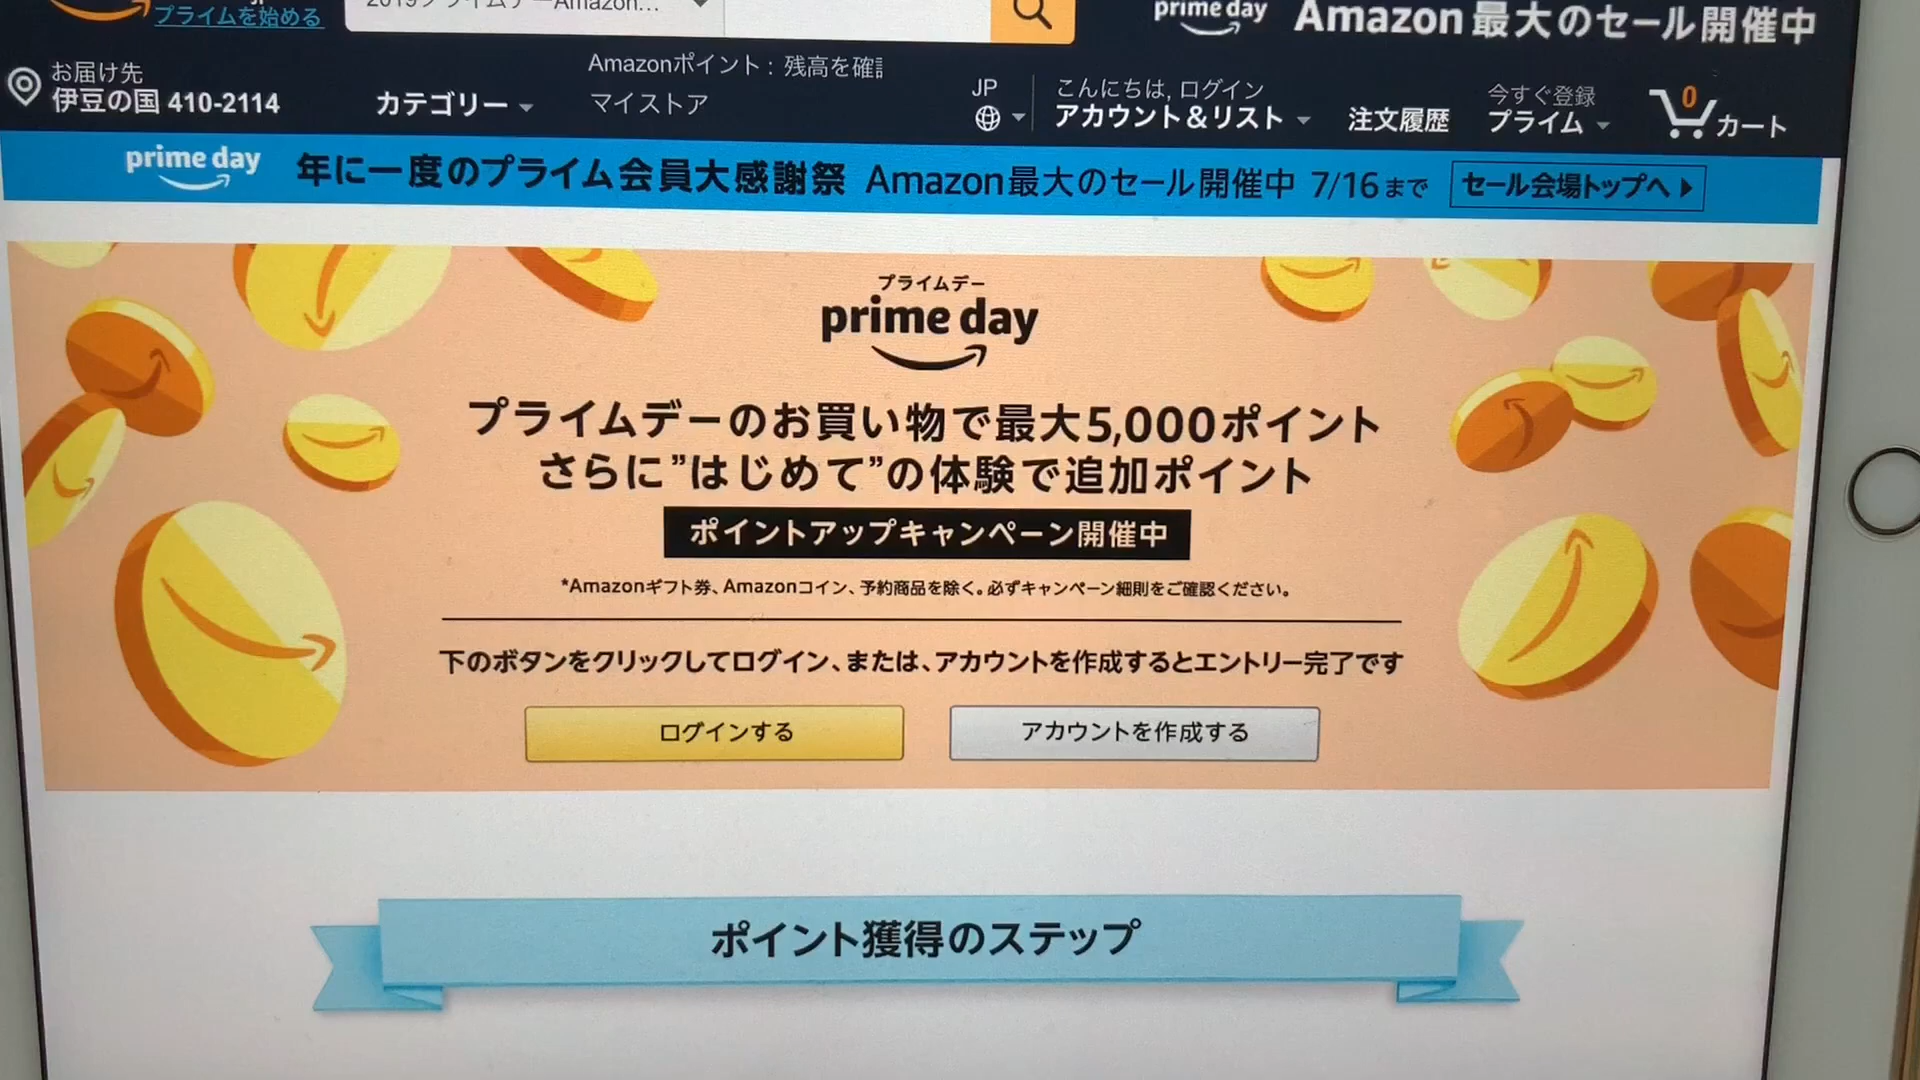 プライムを始める
2019プライムデーAmazon...
prime day
Amazon 最大のセール開催中
お届け先
伊豆の国 410-2114
カテゴリー
Amazonポイント：残高を確
マイストア
JP
こんにちは, ログイン
アカウント＆リスト
注文履歴
今すぐ登録
プライム
0
カート
prime day
年に一度のプライム会員大感謝祭 Amazon最大のセール開催中 7/16まで
セール会場トップへ
プライムデー
prime day
プライムデーのお買い物で最大5,000ポイント
さらに”はじめて”の体験で追加ポイント
ポイントアップキャンペーン開催中
*Amazonギフト券、Amazonコイン、予約商品を除く。必ずキャンペーン細則をご確認ください。
下のボタンをクリックしてログイン、または、アカウントを作成するとエントリー完了です
ログインする
アカウントを作成する
ポイント獲得のステップ